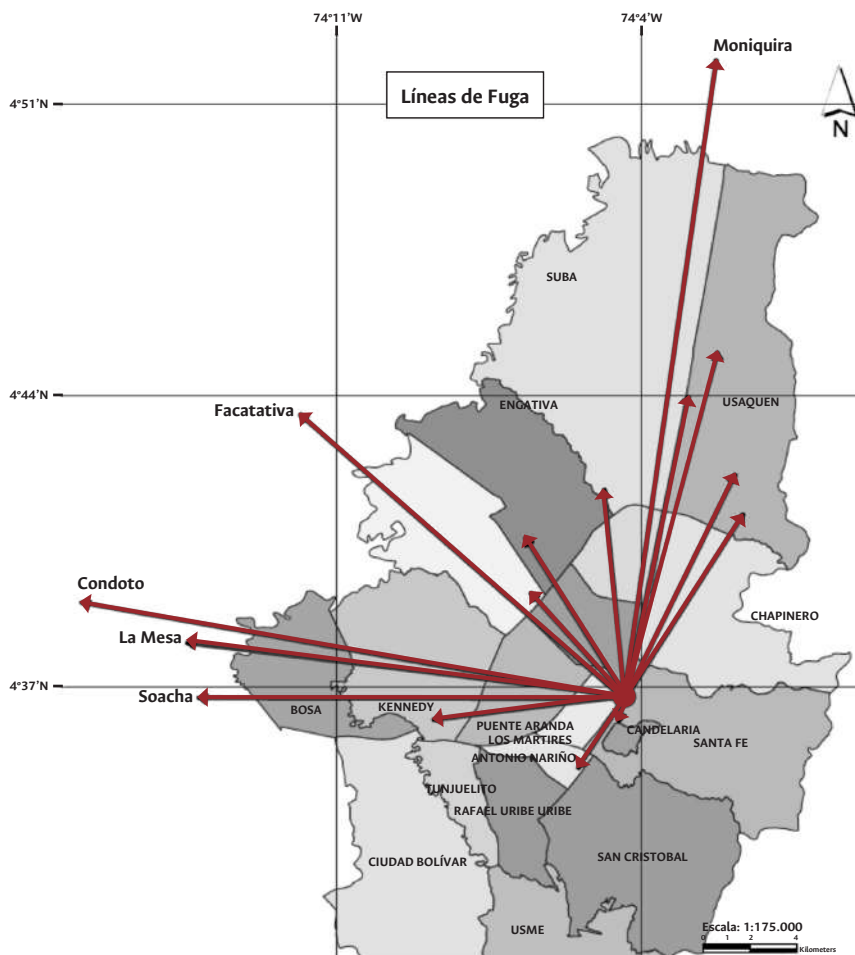 74°11'W
74°4'W
Moniquira
4°51'N
Líneas de Fuga
N
SUBA
4°44'N
Facatativa
ENGATIVA
USAQUEN
Condoto
CHAPINERO
La Mesa
4°37'N
Soacha
BOSA
KENNEDY
PUENTE ARANDA
CANDELARIA
LOS MARTIRES
SANTA FE
ANTONIO NARIÑO
TUNJUELITO
RAFAEL URIBE URIBE
CIUDAD BOLÍVAR
SAN CRISTOBAL
USME
Escala: 1:175.000
0 1 2 4
Kilometers